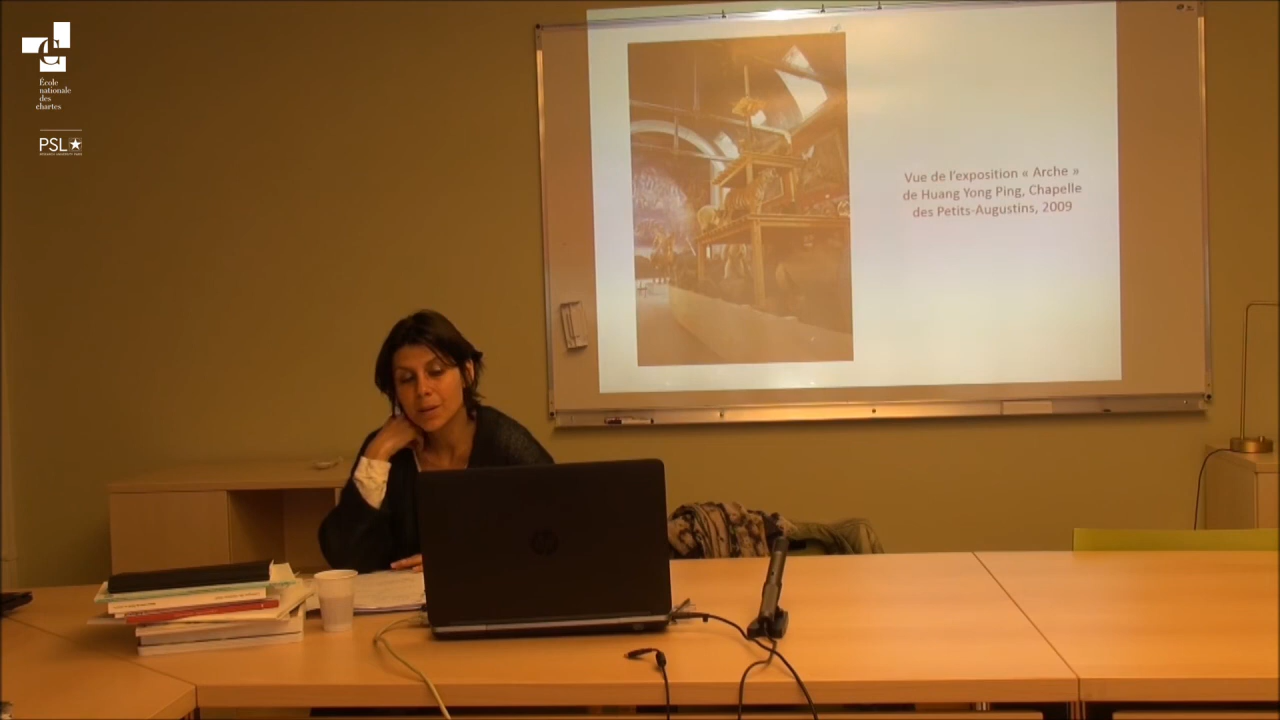 École
nationale
des
chartes
PSL
Vue de l'exposition « Arche »
de Huang Yong Ping, Chapelle
des Petits-Augustins, 2009